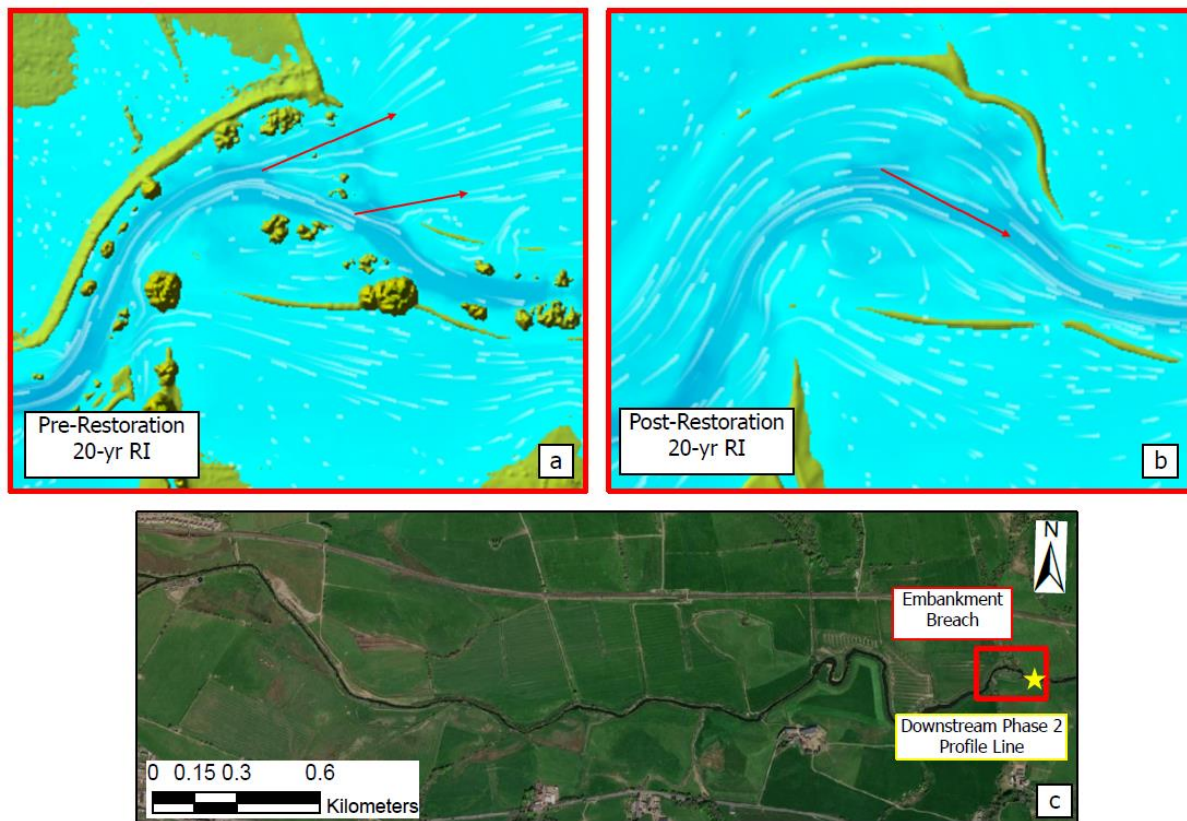 Pre-Restoration
20-yr RI
a
Post-Restoration
20-yr RI
b
N
Embankment
Breach
Downstream Phase 2
Profile Line
0 0.15 0.3 0.6
Kilometers
c